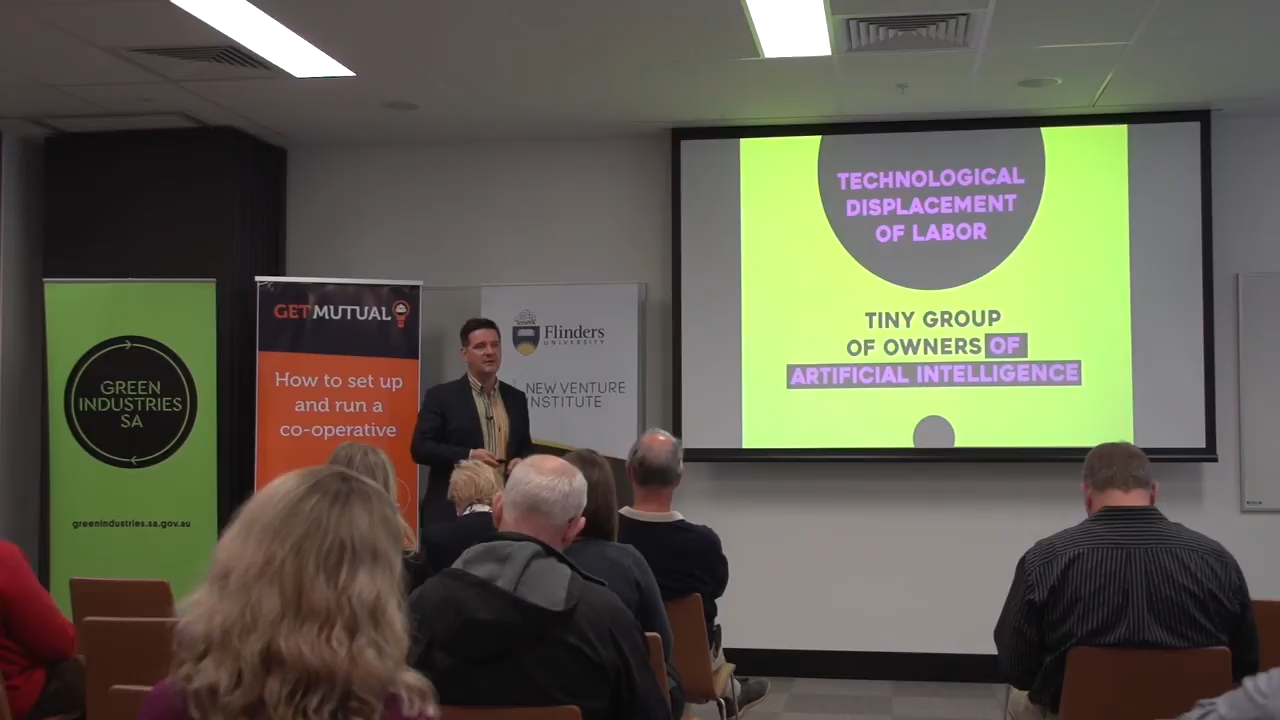 GREEN
INDUSTRIES
SA
greenindustries.sa.gov.au
GETMUTUAL
How to set up
and run a
co-operative
Flinders
UNIVERSITY
NEW VENTURE
INSTITUTE
TECHNOLOGICAL
DISPLACEMENT
OF LABOR
TINY GROUP
OF OWNERS OF
ARTIFICIAL INTELLIGENCE